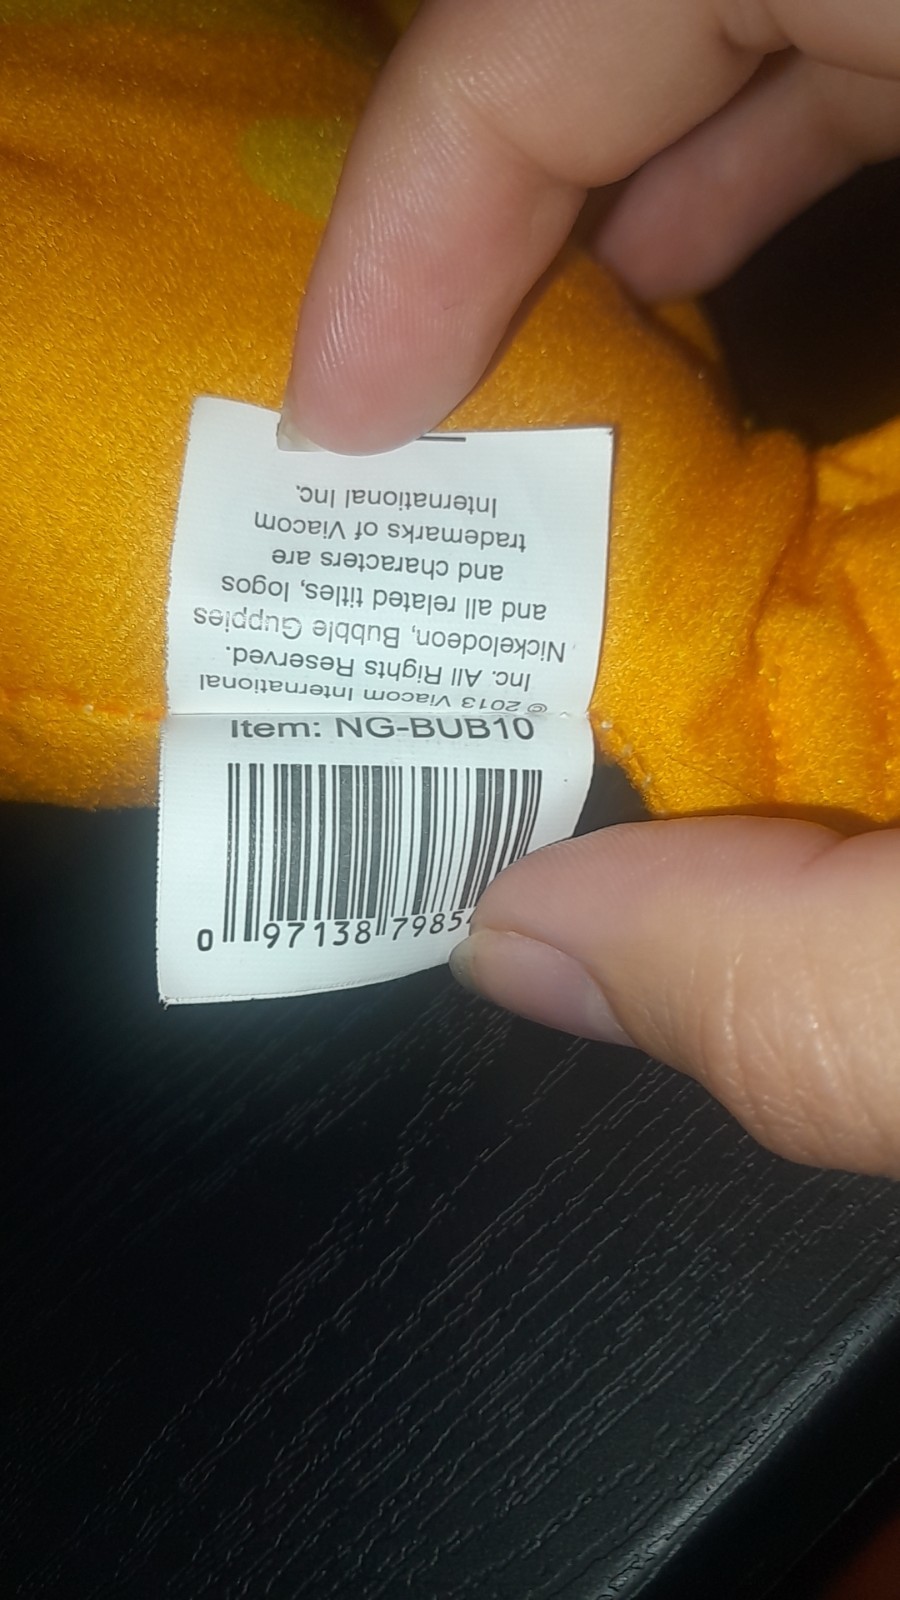 © 2013 Viacom International
Inc. All Rights Reserved.
Nickelodeon, Bubble Guppies
and all related titles, logos
and characters are
trademarks of Viacom
International Inc.
Item: NG-BUB10
0 97138 7985